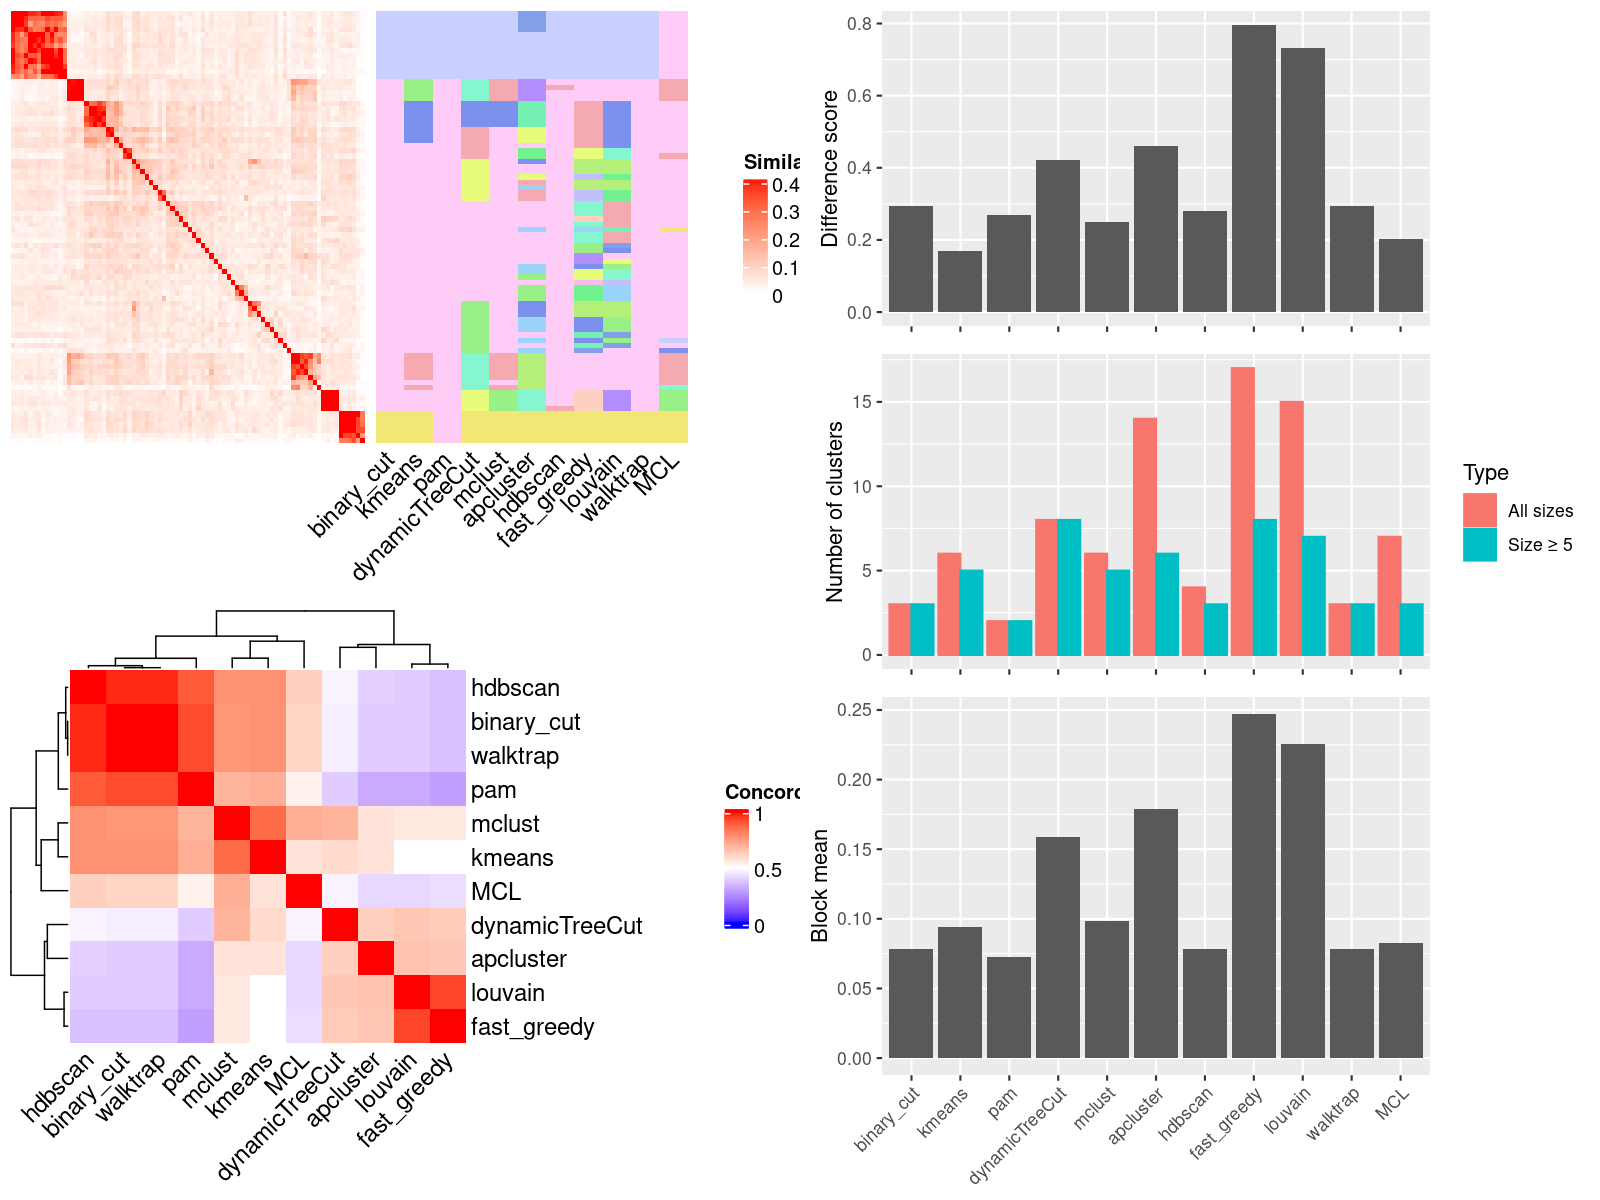 Simila
0.4
0.3
0.2
0.1
0
binary_cut
kmeans
pam
dynamicTreeCut
mclust
apcluster
hdbscan
fast_greedy
louvain
walktrap
MCL
hdbscan
binary_cut
walktrap
pam
mclust
kmeans
MCL
dynamicTreeCut
apcluster
louvain
fast_greedy
hdbscan
binary_cut
walktrap
pam
mclust
kmeans
MCL
dynamicTreeCut
apcluster
louvain
fast_greedy
Concord
1
0.5
0
Difference score
0.8
0.6
0.4
0.2
0.0
Number of clusters
15
10
5
0
Type
All sizes
Size ≥ 5
Block mean
0.25
0.20
0.15
0.10
0.05
0.00
binary_cut
kmeans
pam
dynamicTreeCut
mclust
apcluster
hdbscan
fast_greedy
louvain
walktrap
MCL